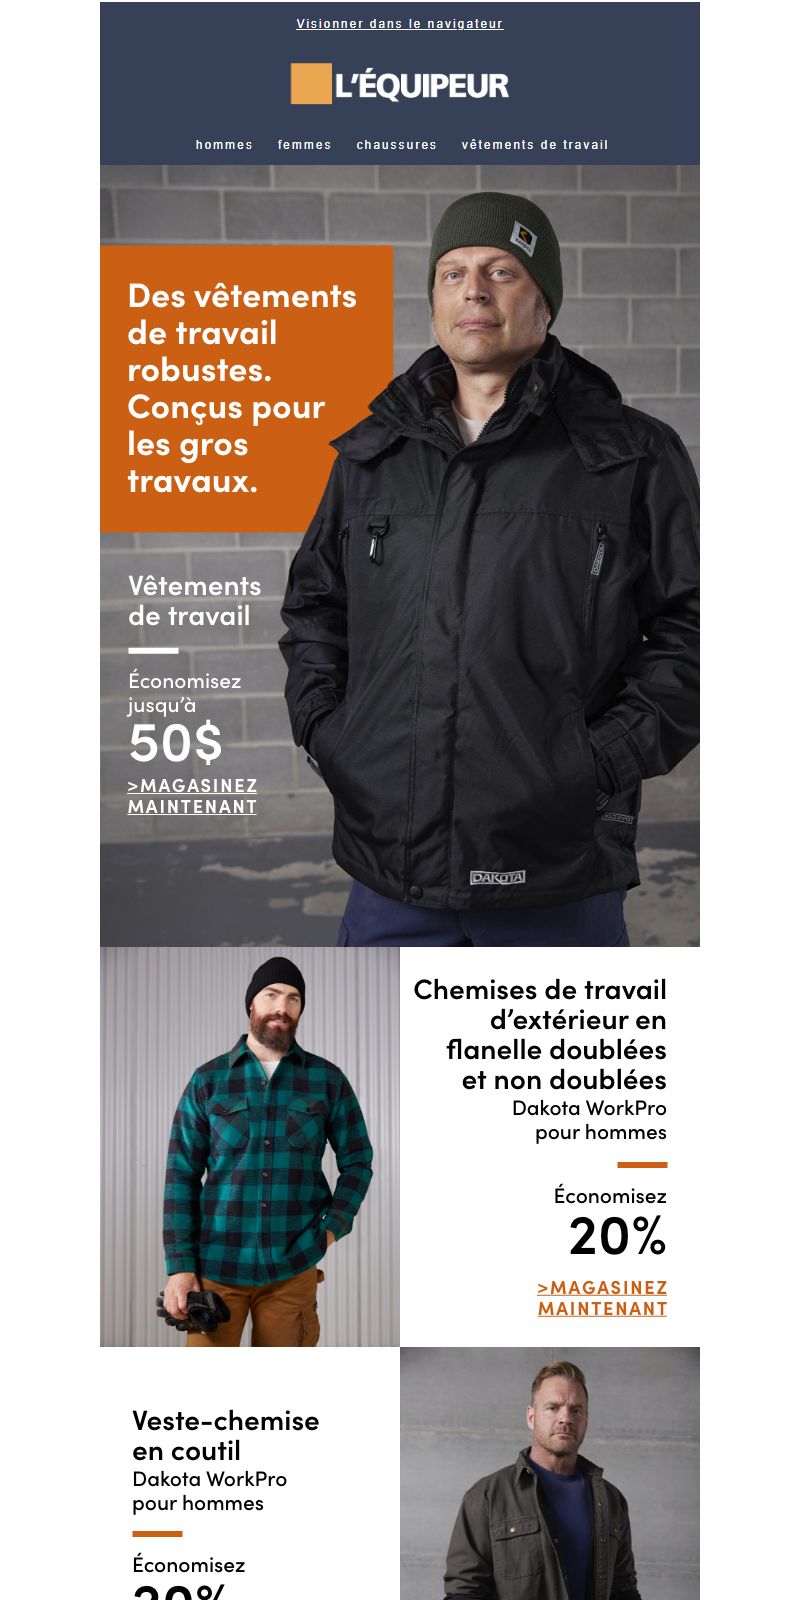 Visionner dans le navigateur
L'ÉQUIPEUR
hommes femmes chaussures vêtements de travail
Des vêtements
de travail
robustes.
Conçus pour
les gros
travaux.
Vêtements
de travail
Économisez
jusqu'à
50$
>MAGASINEZ
MAINTENANT
DAKOTA
DAKOTA
DAKOTA
Chemises de travail
d'extérieur en
flanelle doublées
et non doublées
Dakota WorkPro
pour hommes
Économisez
20%
>MAGASINEZ
MAINTENANT
Veste-chemise
en coutil
Dakota WorkPro
pour hommes
Économisez
20%